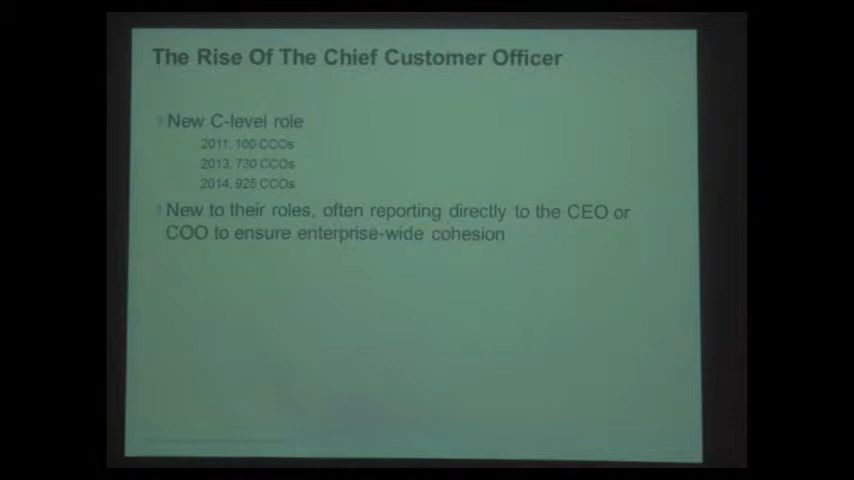 The Rise Of The Chief Customer Officer
New C-level role
2011, 100 CCOs
2013, 730 CCOs
2014, 925 CCOs
New to their roles, often reporting directly to the CEO or
COO to ensure enterprise-wide cohesion